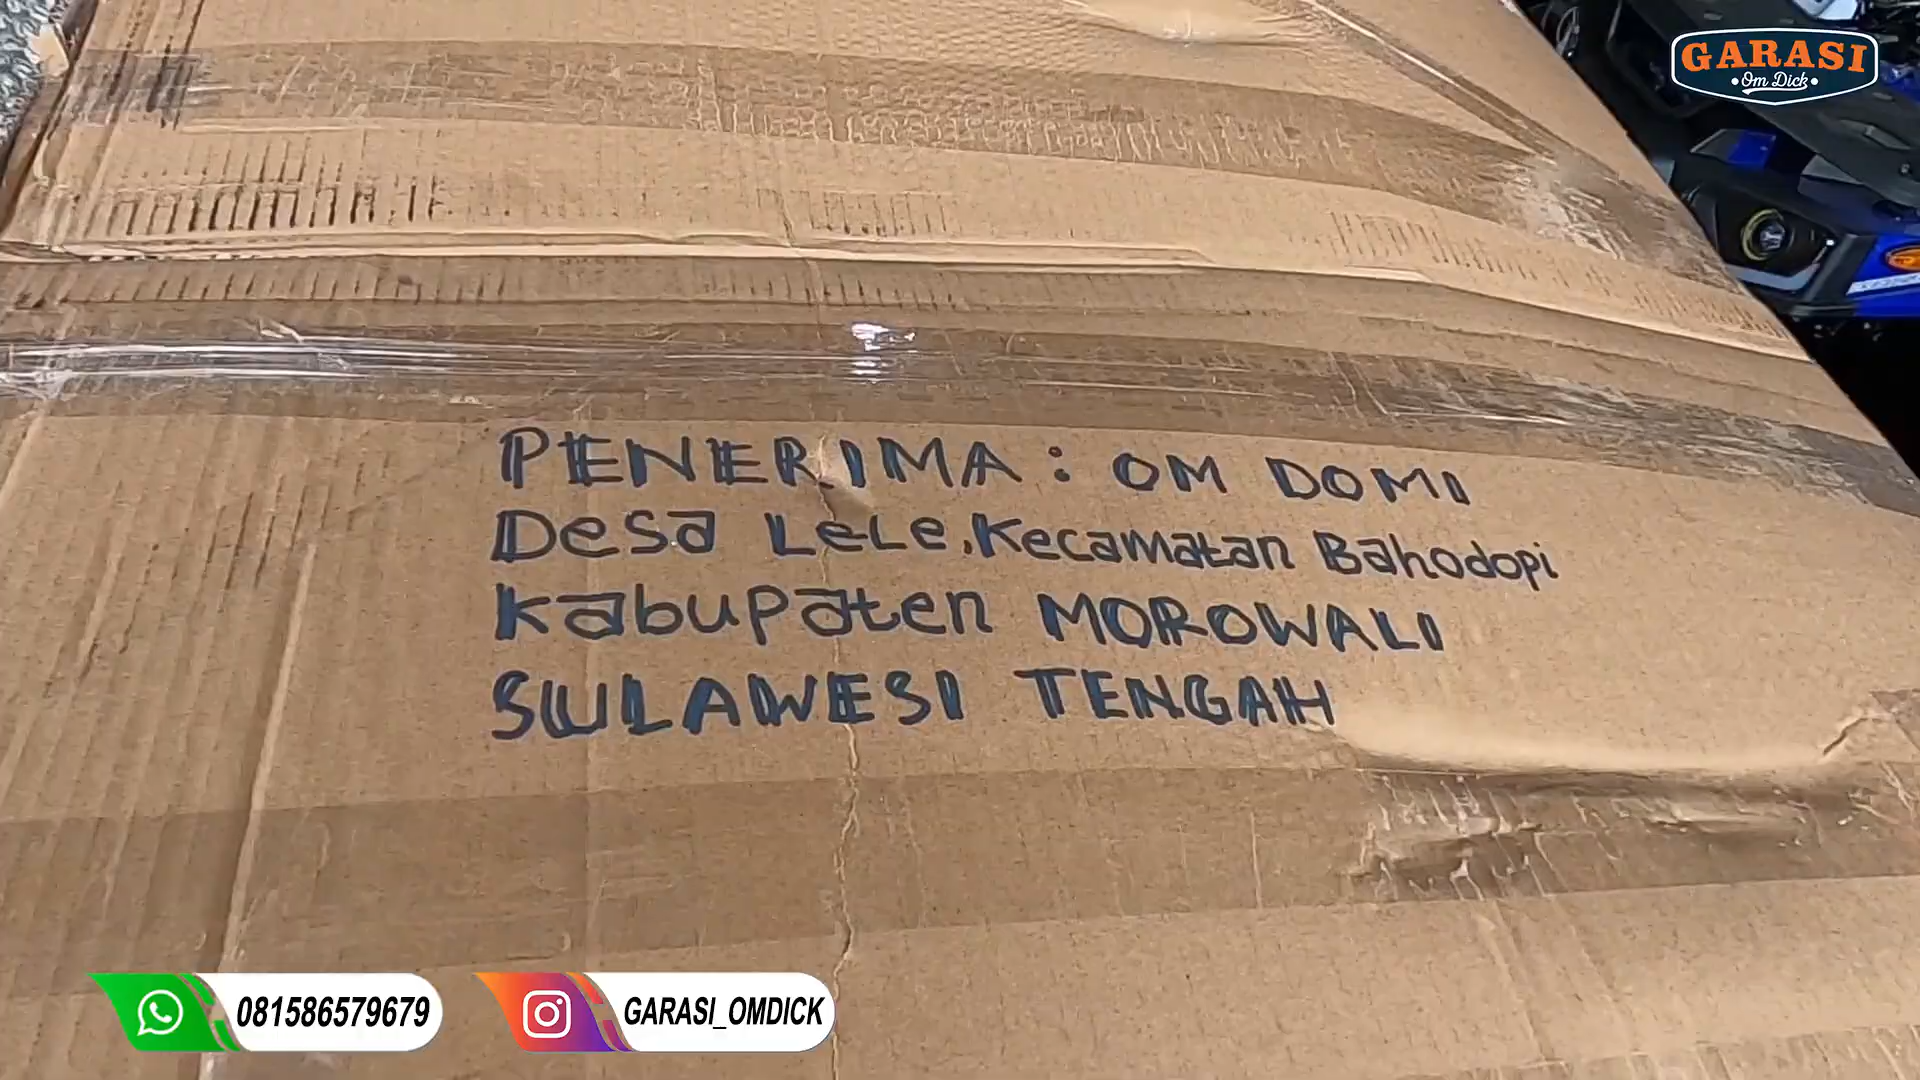 GARASI
Om Dick
PENERIMA : OM DOMI
Desa LeLe, Kecamatan Bahodopi
Kabupaten MOROWALI
SULAWESI TENGAH
081586579679
GARASI_OMDICK